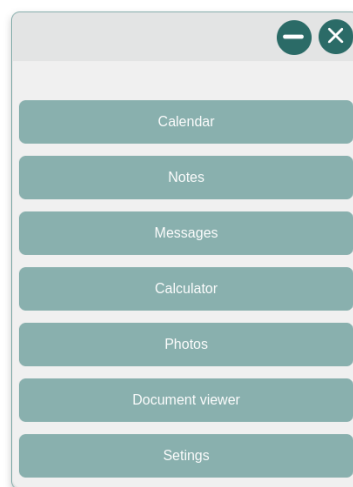 Calendar
Notes
Messages
Calculator
Photos
Document viewer
Setings